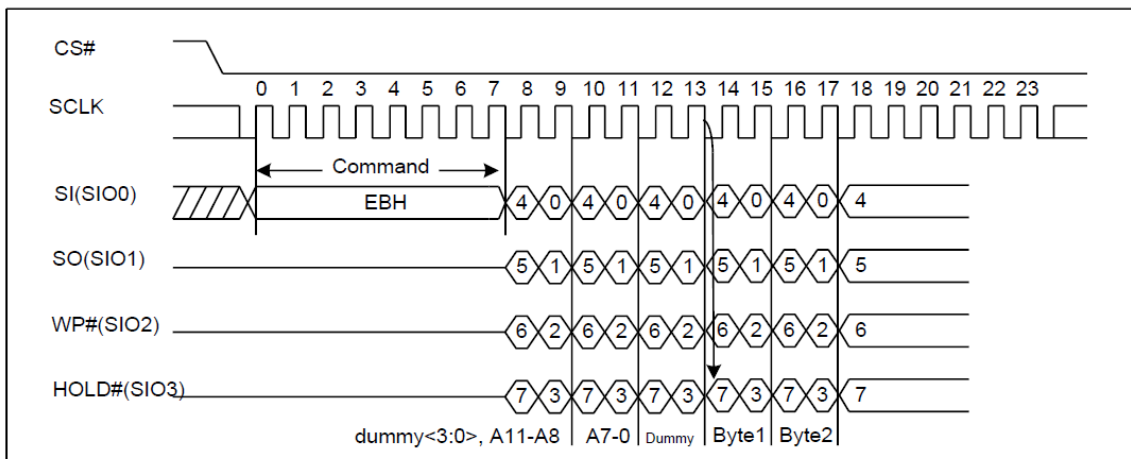 CS#
0 1 2 3 4 5 6 7 8 9 10 11 12 13 14 15 16 17 18 19 20 21 22 23
SCLK
Command
SI(SIO0) EBH 4 0 4 0 4 0 4 0 4 0 4
SO(SIO1) 5 1 5 1 5 1 5 1 5 1 5
WP#(SIO2) 6 2 6 2 6 2 6 2 6 2 6
HOLD#(SIO3) 7 3 7 3 7 3 7 3 7 3 7
dummy<3:0>, A11-A8 A7-0 Dummy Byte1 Byte2